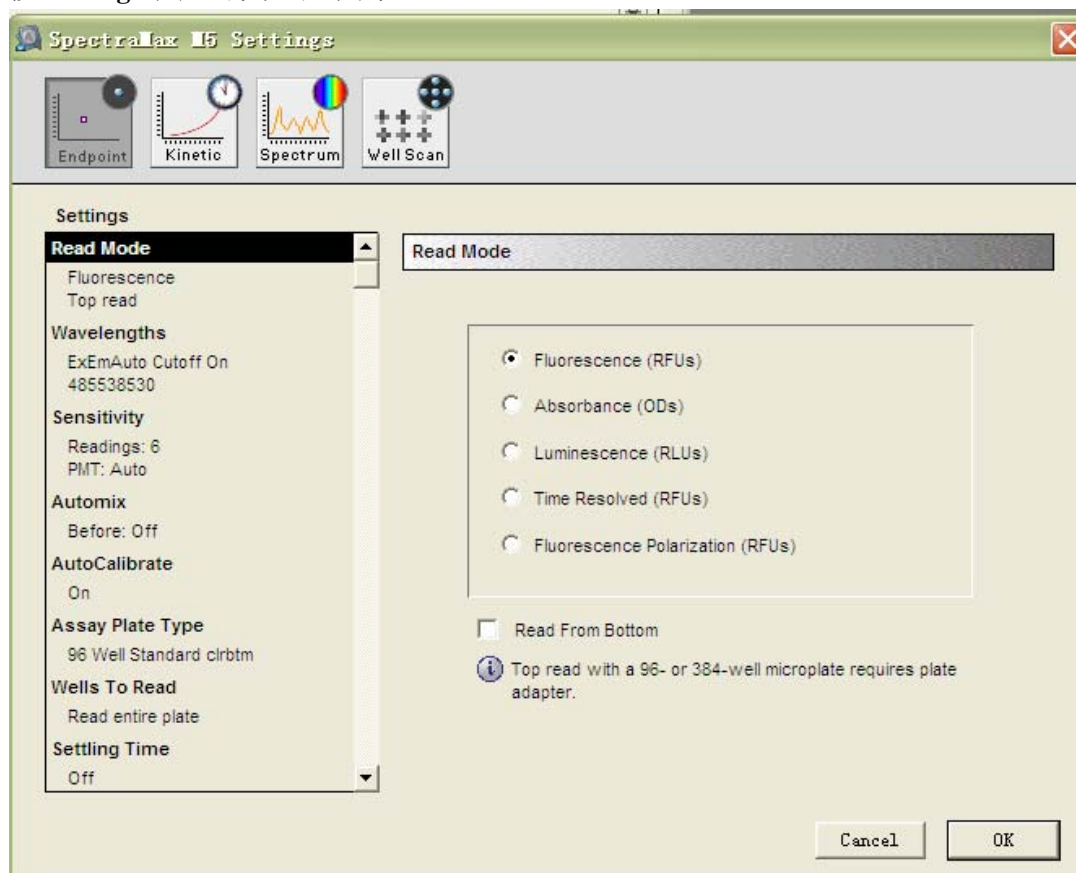 SpectraMax M5 Settings
Endpoint
Kinetic
Spectrum
Well Scan
Settings
Read Mode
Fluorescence
Top read
Wavelengths
ExEmAuto Cutoff On
485538530
Sensitivity
Readings: 6
PMT: Auto
Automix
Before: Off
AutoCalibrate
On
Assay Plate Type
96 Well Standard clrbtm
Wells To Read
Read entire plate
Settling Time
Off
Read Mode
Fluorescence (RFUs)
Absorbance (ODs)
Luminescence (RLUs)
Time Resolved (RFUs)
Fluorescence Polarization (RFUs)
Read From Bottom
Top read with a 96- or 384-well microplate requires plate
adapter.
Cancel
OK